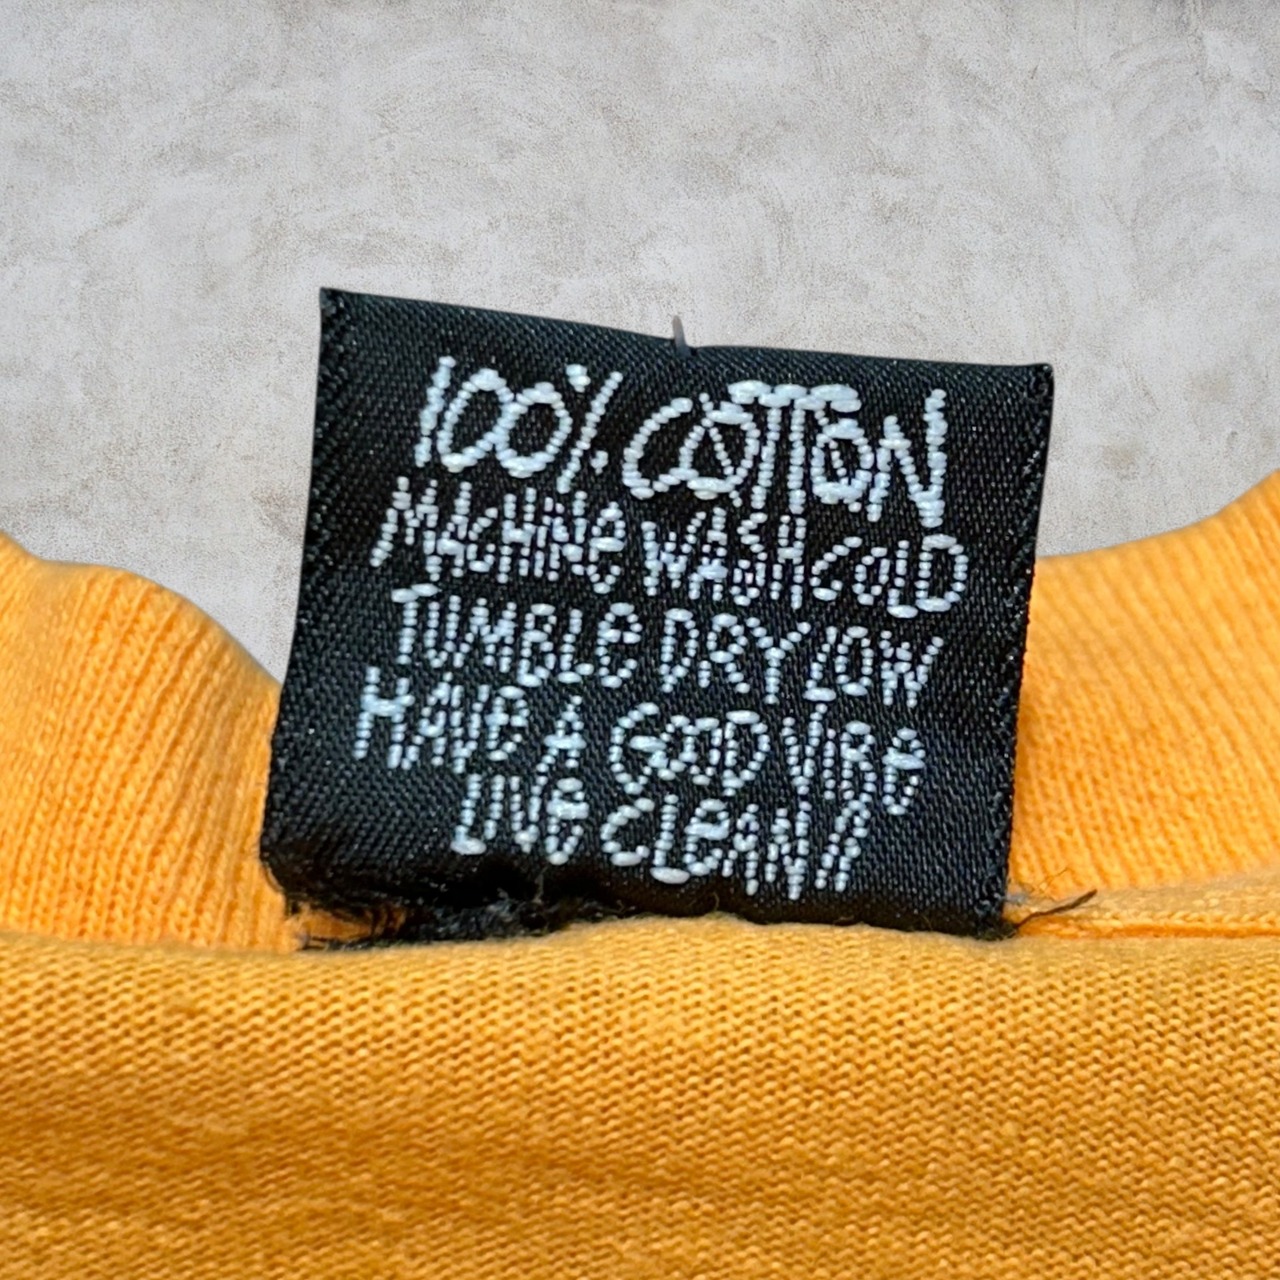 100% COTTON
MACHINE WASH COLD
TUMBLE DRY LOW
HAVE A GOOD VIBE
LIVE CLEAN!!